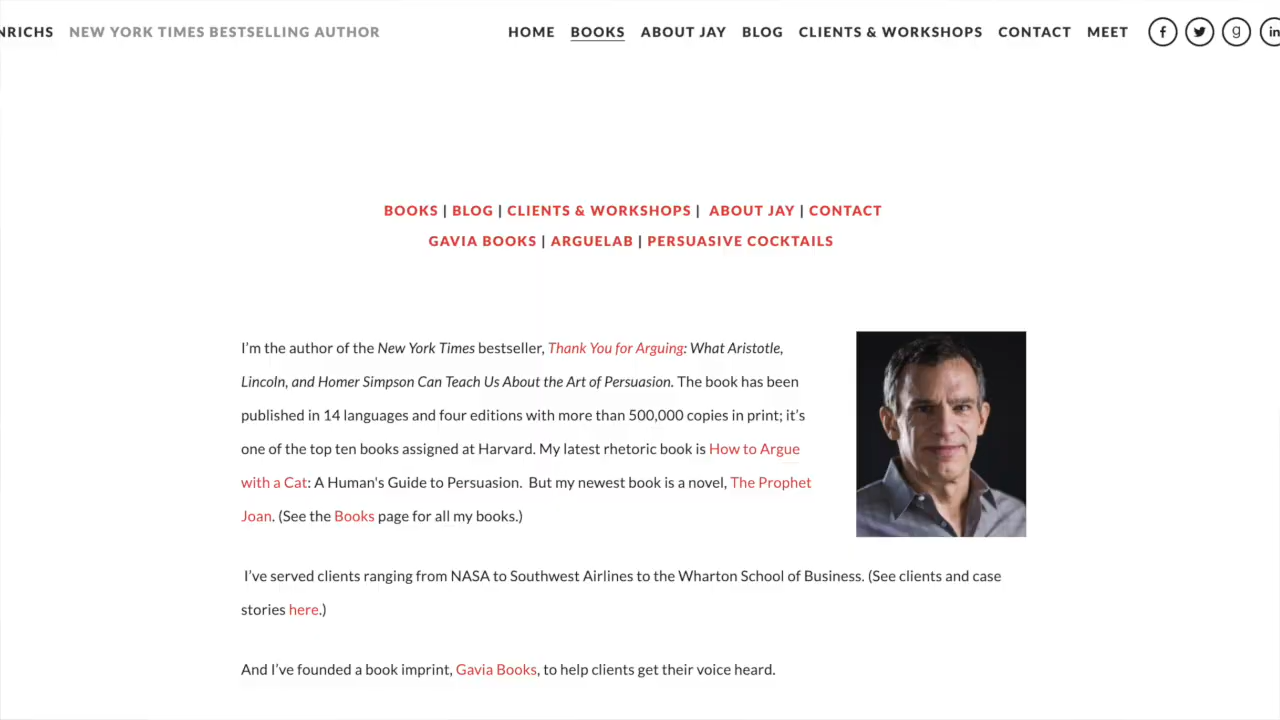 NRICHS NEW YORK TIMES BESTSELLING AUTHOR HOME BOOKS ABOUT JAY BLOG CLIENTS & WORKSHOPS CONTACT MEET f g in
BOOKS | BLOG | CLIENTS & WORKSHOPS | ABOUT JAY | CONTACT
GAVIA BOOKS | ARGUELAB | PERSUASIVE COCKTAILS
I’m the author of the New York Times bestseller, Thank You for Arguing: What Aristotle,
Lincoln, and Homer Simpson Can Teach Us About the Art of Persuasion. The book has been
published in 14 languages and four editions with more than 500,000 copies in print; it’s
one of the top ten books assigned at Harvard. My latest rhetoric book is How to Argue
with a Cat: A Human's Guide to Persuasion. But my newest book is a novel, The Prophet
Joan. (See the Books page for all my books.)
I’ve served clients ranging from NASA to Southwest Airlines to the Wharton School of Business. (See clients and case
stories here.)
And I’ve founded a book imprint, Gavia Books, to help clients get their voice heard.